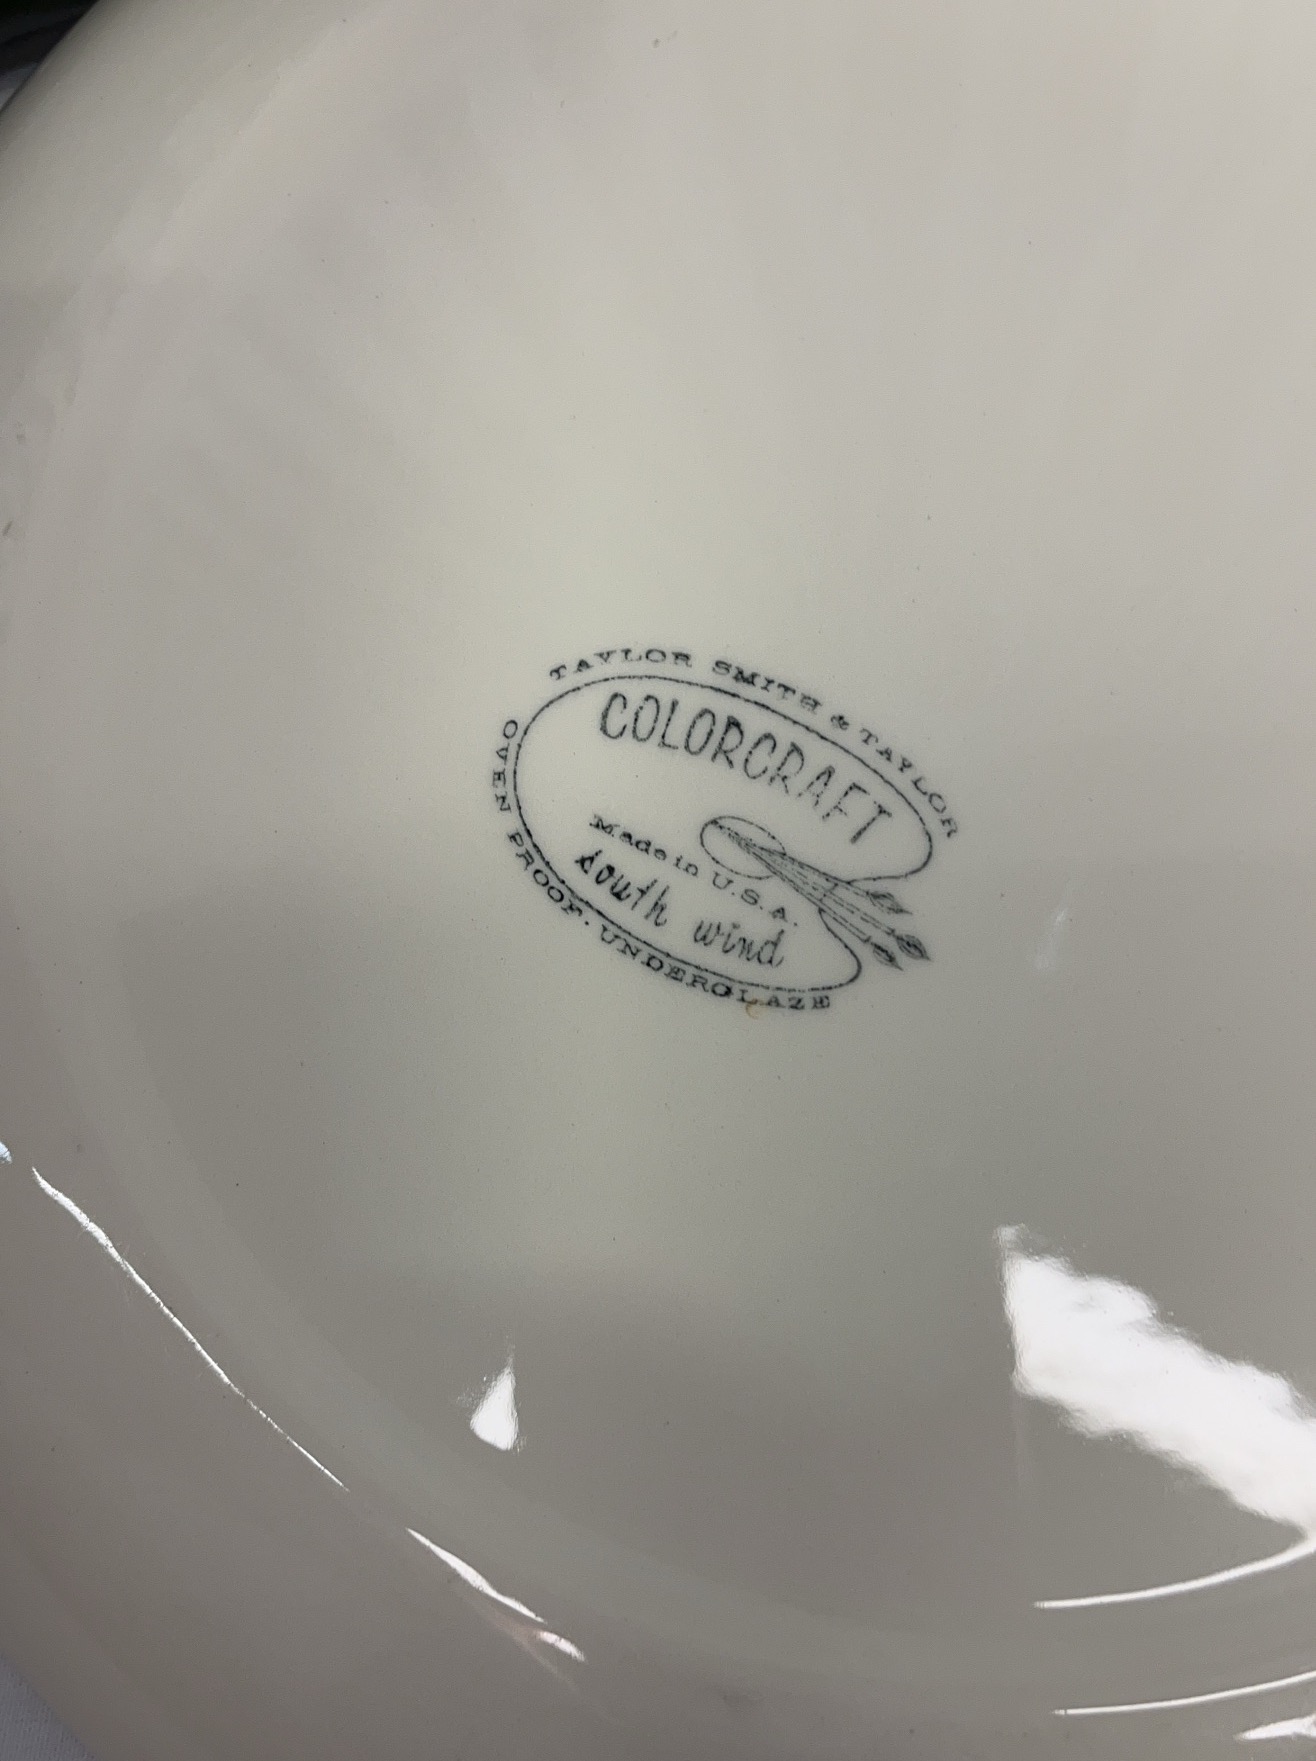 TAYLOR SMITH & TAYLOR
COLORCRAFT
Made in U.S.A.
south wind
OVEN PROOF. UNDERGLAZE